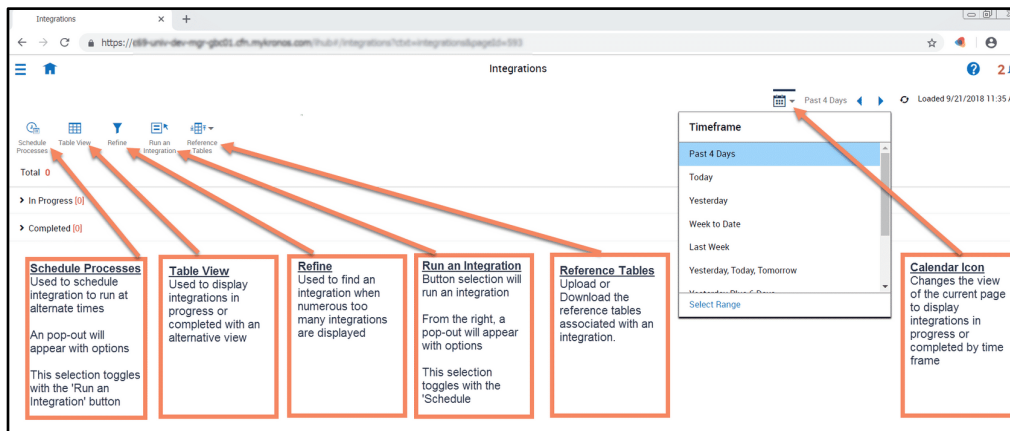 Integrations
https://
Integrations
2
Past 4 Days
Loaded 9/21/2018 11:35 A
Schedule
Processes
Table View
Refine
Run an
Integration
Reference
Tables
Total 0
In Progress [0]
Completed [0]
Timeframe
Past 4 Days
Today
Yesterday
Week to Date
Last Week
Yesterday, Today, Tomorrow
Select Range
Schedule Processes
Used to schedule
integration to run at
alternate times
An pop-out will
appear with options
This selection toggles
with the 'Run an
Integration' button
Table View
Used to display
integrations in
progress or
completed with an
alternative view
Refine
Used to find an
integration when
numerous too
many integrations
are displayed
Run an Integration
Button selection will
run an integration
From the right, a
pop-out will appear
with options
This selection
toggles with the
'Schedule
Reference Tables
Upload or
Download the
reference tables
associated with an
integration.
Calendar Icon
Changes the view
of the current page
to display
integrations in
progress or
completed by time
frame